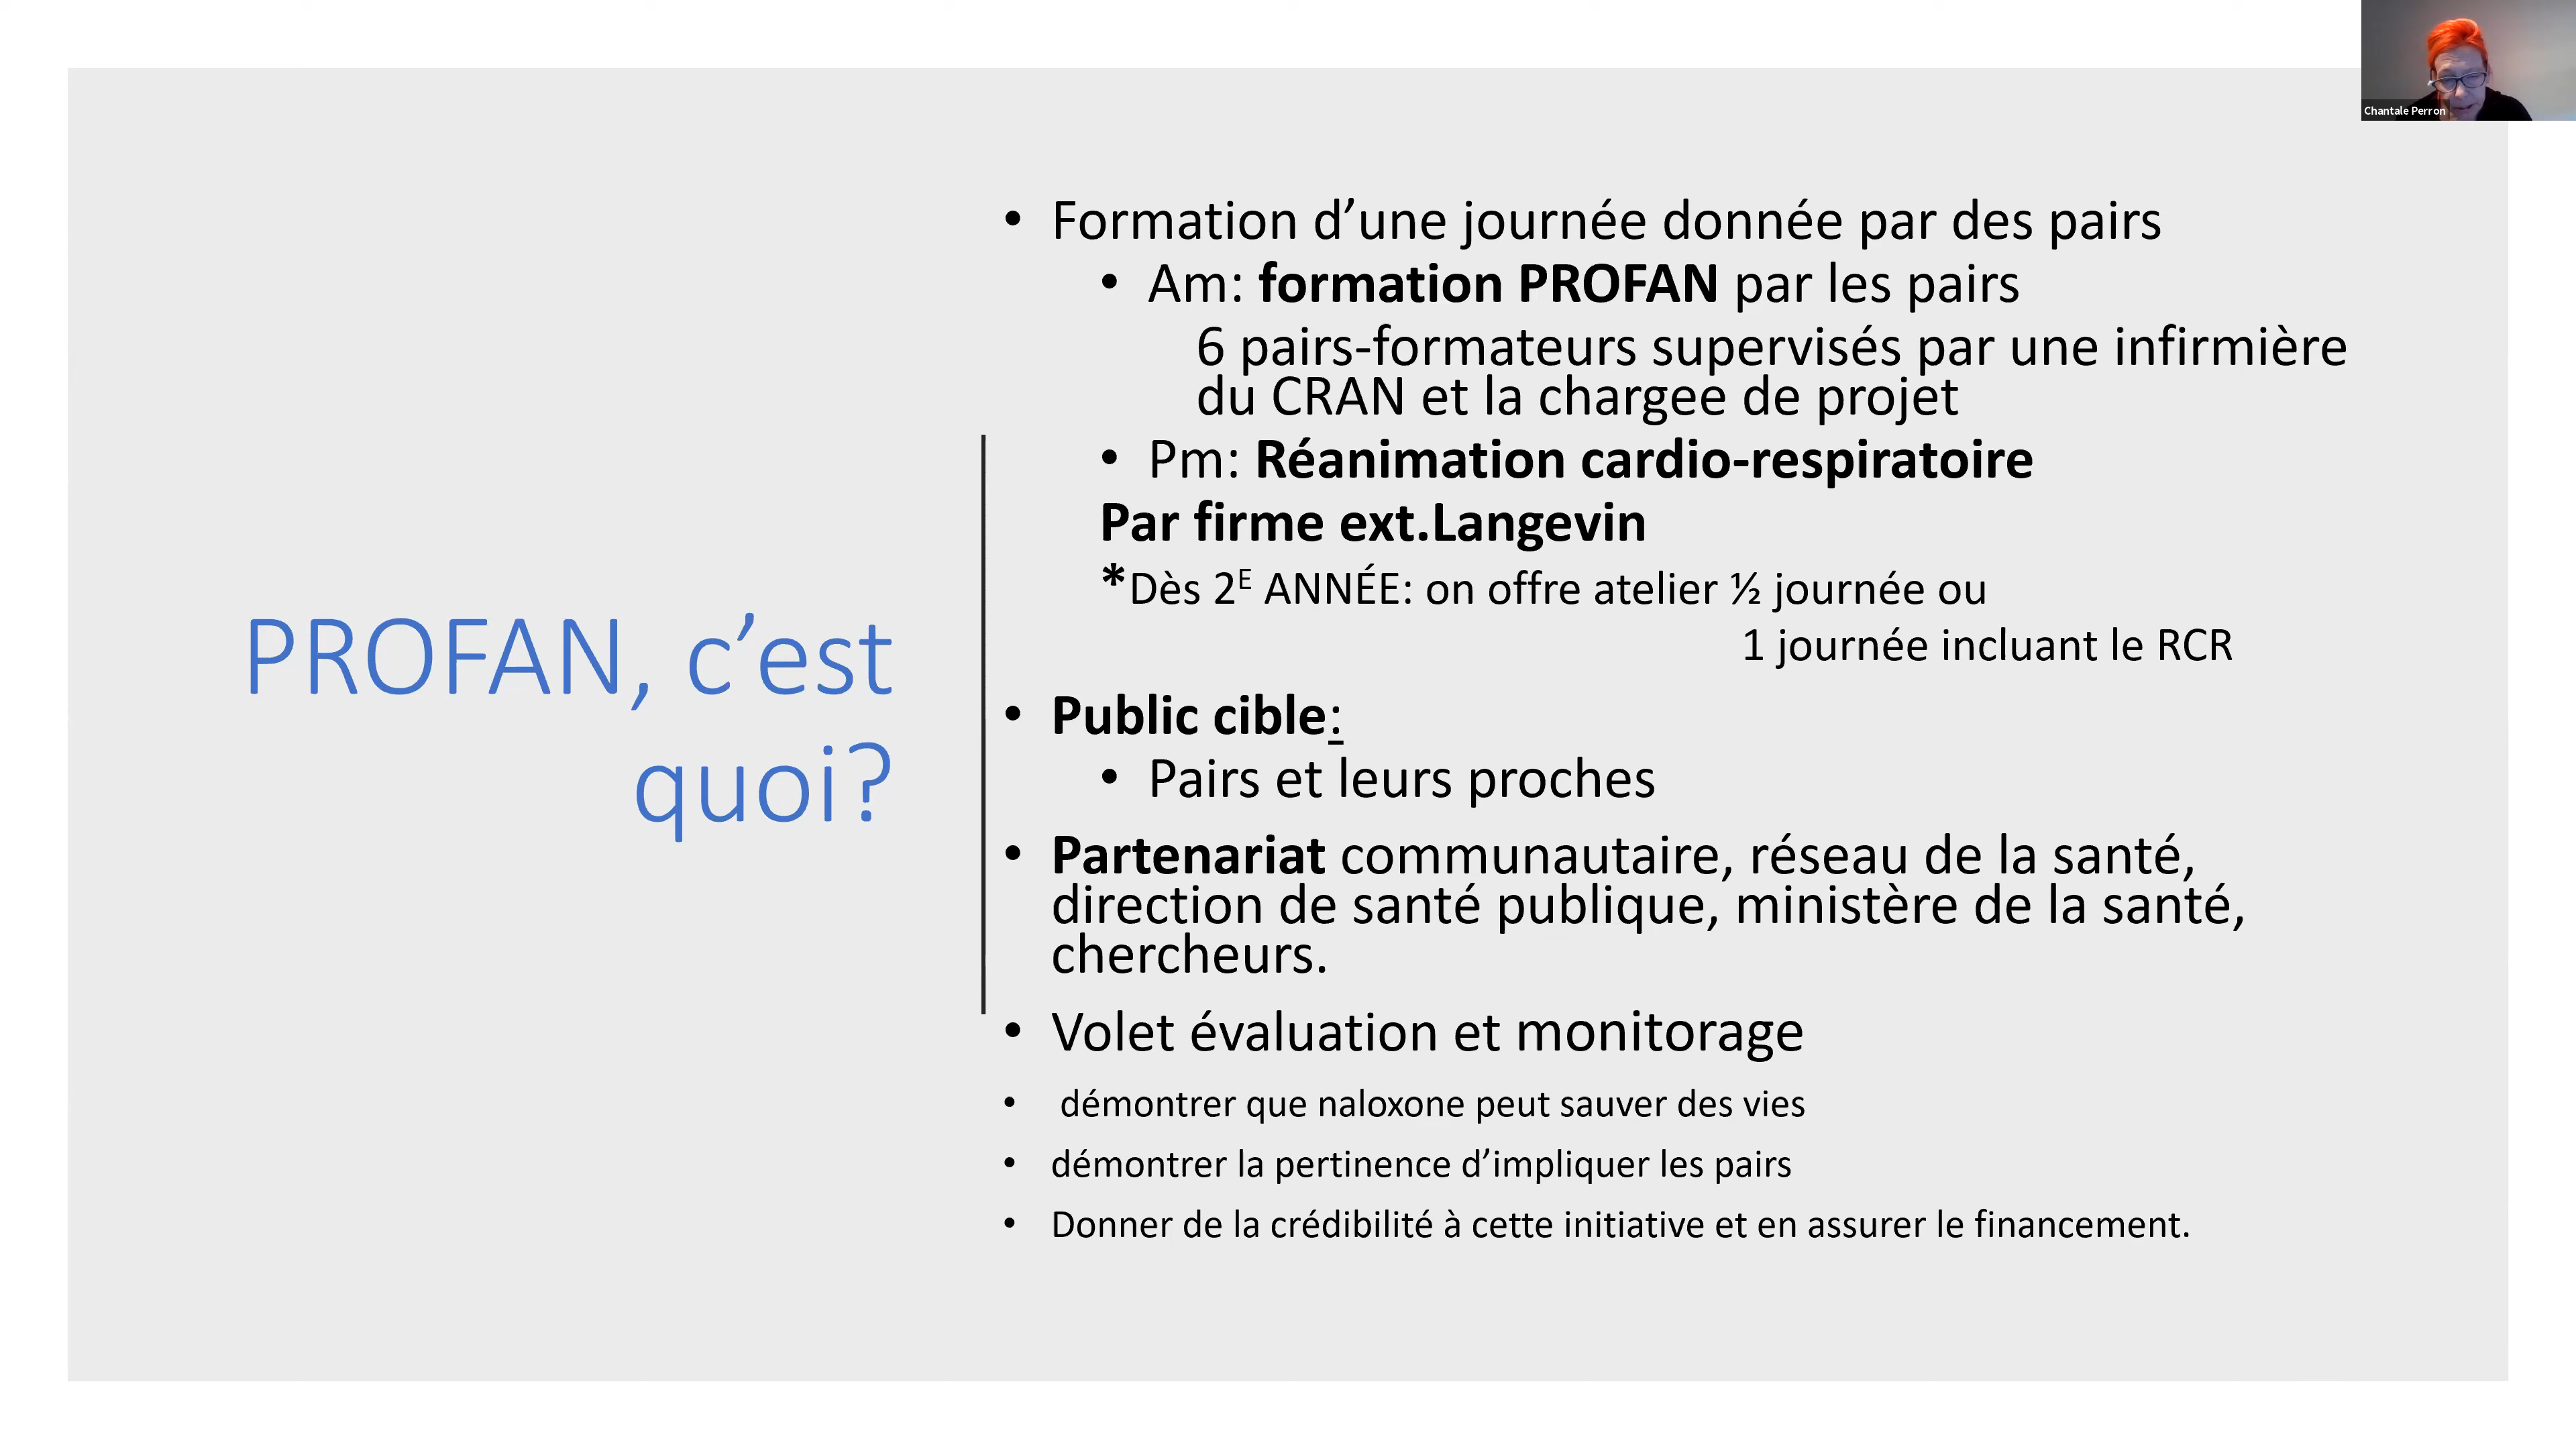 Chantale Perron
PROFAN, c’est
quoi?
• Formation d’une journée donnée par des pairs
• Am: formation PROFAN par les pairs
6 pairs-formateurs supervisés par une infirmière
du CRAN et la chargee de projet
• Pm: Réanimation cardio-respiratoire
Par firme ext.Langevin
*Dès 2E ANNÉE: on offre atelier ½ journée ou
1 journée incluant le RCR
• Public cible:
• Pairs et leurs proches
• Partenariat communautaire, réseau de la santé,
direction de santé publique, ministère de la santé,
chercheurs.
• Volet évaluation et monitorage
• démontrer que naloxone peut sauver des vies
• démontrer la pertinence d’impliquer les pairs
• Donner de la crédibilité à cette initiative et en assurer le financement.